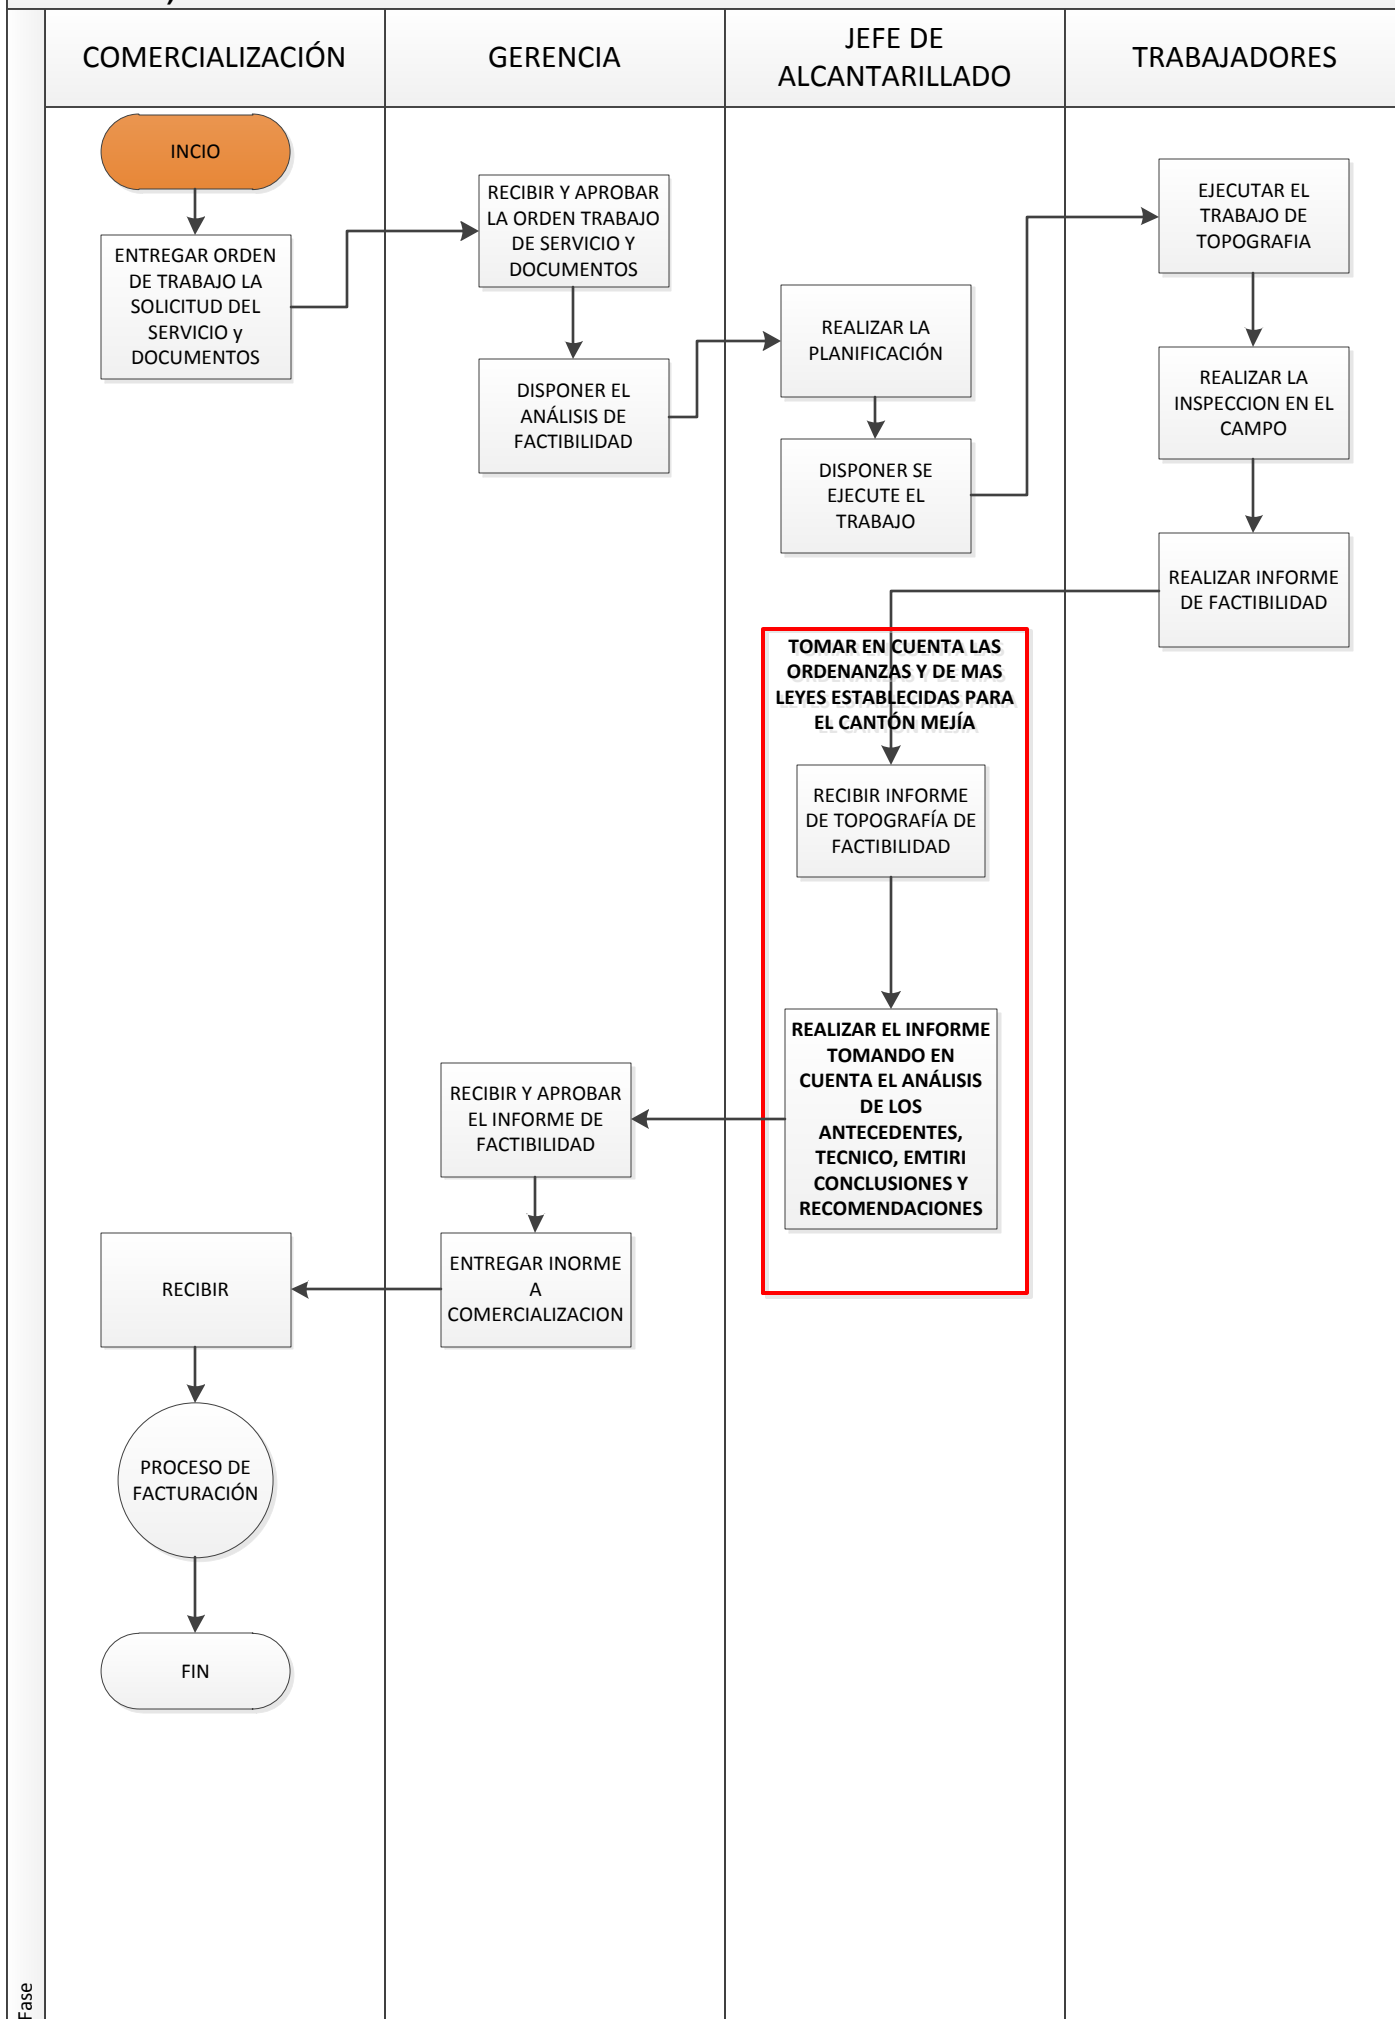 COMERCIALIZACIÓN
GERENCIA
JEFE DE
ALCANTARILLADO
TRABAJADORES
INCIO
ENTREGAR ORDEN
DE TRABAJO LA
SOLICITUD DEL
SERVICIO y
DOCUMENTOS
RECIBIR Y APROBAR
LA ORDEN TRABAJO
DE SERVICIO Y
DOCUMENTOS
DISPONER EL
ANÁLISIS DE
FACTIBILIDAD
REALIZAR LA
PLANIFICACIÓN
DISPONER SE
EJECUTE EL
TRABAJO
EJECUTAR EL
TRABAJO DE
TOPOGRAFIA
REALIZAR LA
INSPECCION EN EL
CAMPO
REALIZAR INFORME
DE FACTIBILIDAD
TOMAR EN CUENTA LAS
ORDENANZAS Y DE MAS
LEYES ESTABLECIDAS PARA
EL CANTÓN MEJÍA
RECIBIR INFORME
DE TOPOGRAFÍA DE
FACTIBILIDAD
REALIZAR EL INFORME
TOMANDO EN
CUENTA EL ANÁLISIS
DE LOS
ANTECEDENTES,
TECNICO, EMTIRI
CONCLUSIONES Y
RECOMENDACIONES
RECIBIR Y APROBAR
EL INFORME DE
FACTIBILIDAD
ENTREGAR INORME
A
COMERCIALIZACION
RECIBIR
PROCESO DE
FACTURACIÓN
FIN
Fase